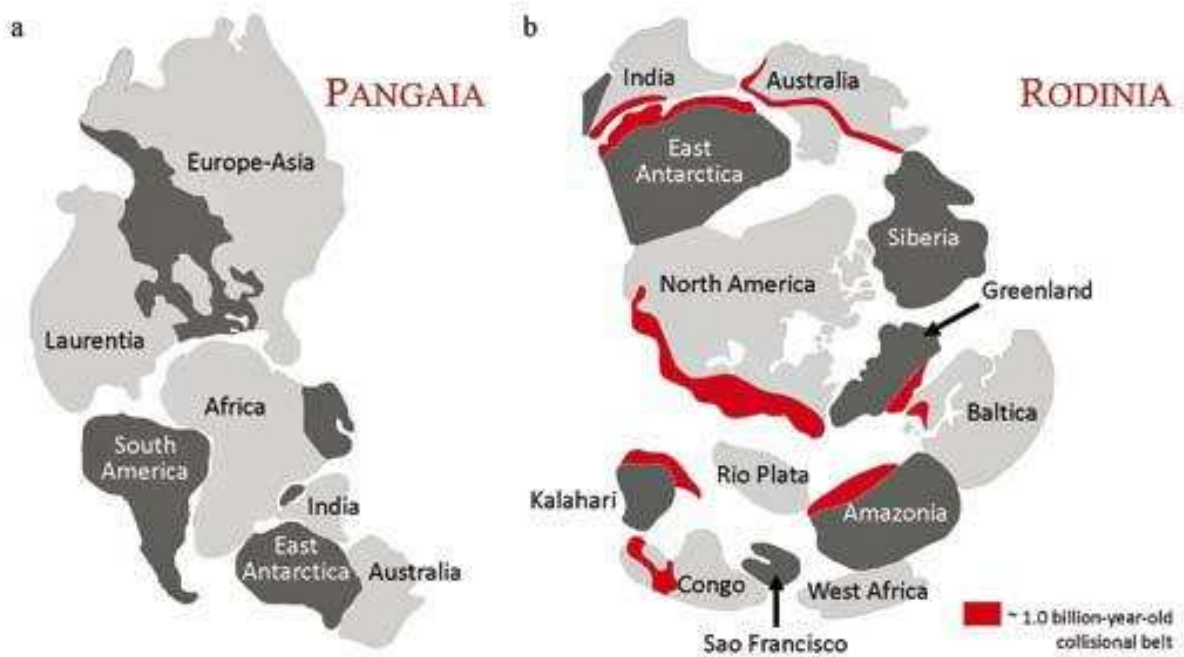 a
PANGAIA
Europe-Asia
Laurentia
Africa
South
America
India
East
Antarctica
Australia
b
RODINIA
India
Australia
East
Antarctica
Siberia
North America
Greenland
Baltica
Rio Plata
Kalahari
Amazonia
Congo
West Africa
Sao Francisco
~ 1.0 billion-year-old
collisional belt